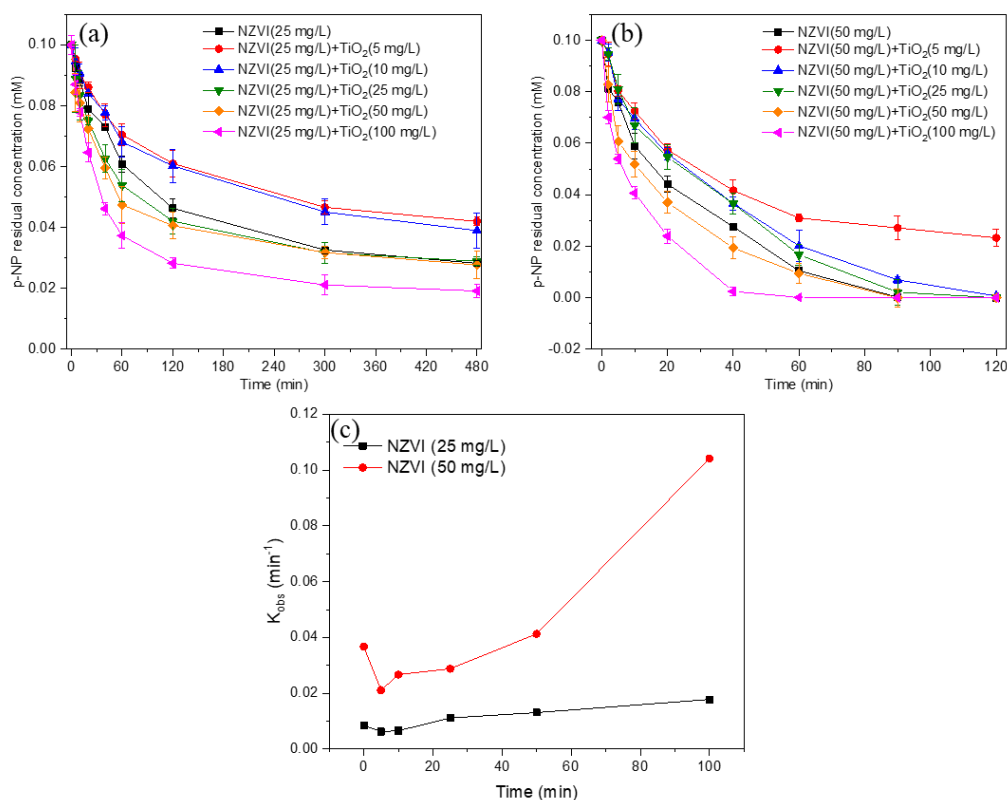 (a)
NZVI(25 mg/L)
NZVI(25 mg/L)+TiO2(5 mg/L)
NZVI(25 mg/L)+TiO2(10 mg/L)
NZVI(25 mg/L)+TiO2(25 mg/L)
NZVI(25 mg/L)+TiO2(50 mg/L)
NZVI(25 mg/L)+TiO2(100 mg/L)
p-NP residual concentration (mM)
0.10
0.08
0.06
0.04
0.02
0.00
0 60 120 180 240 300 360 420 480
Time (min)
(b)
NZVI(50 mg/L)
NZVI(50 mg/L)+TiO2(5 mg/L)
NZVI(50 mg/L)+TiO2(10 mg/L)
NZVI(50 mg/L)+TiO2(25 mg/L)
NZVI(50 mg/L)+TiO2(50 mg/L)
NZVI(50 mg/L)+TiO2(100 mg/L)
p-NP residual concentration (mM)
0.10
0.08
0.06
0.04
0.02
0.00
-0.02
0 20 40 60 80 100 120
Time (min)
(c)
NZVI (25 mg/L)
NZVI (50 mg/L)
Kobs (min-1)
0.12
0.10
0.08
0.06
0.04
0.02
0.00
0 20 40 60 80 100
Time (min)